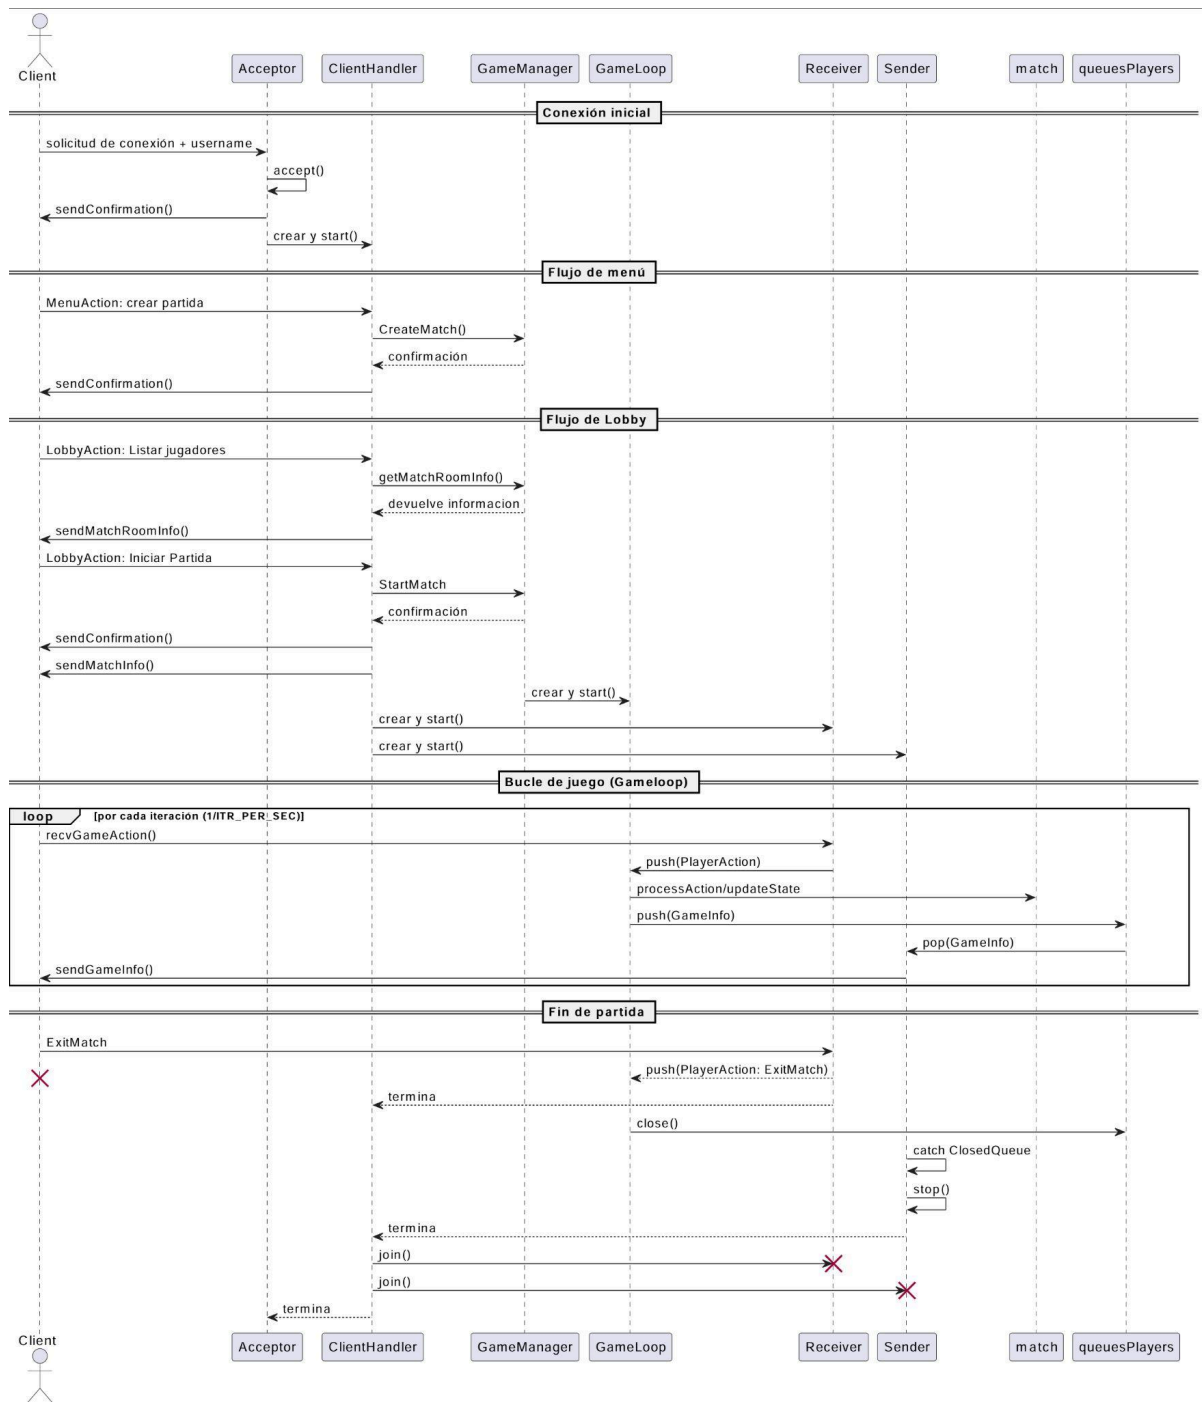 Client
Acceptor ClientHandler GameManager GameLoop Receiver Sender match queuesPlayers
Conexión inicial
solicitud de conexión + username
accept()
sendConfirmation()
crear y start()
Flujo de menú
MenuAction: crear partida
CreateMatch()
confirmación
sendConfirmation()
Flujo de Lobby
LobbyAction: Listar jugadores
getMatchRoomInfo()
devuelve informacion
sendMatchRoomInfo()
LobbyAction: Iniciar Partida
StartMatch
confirmación
sendConfirmation()
sendMatchInfo()
crear y start()
crear y start()
crear y start()
Bucle de juego (Gameloop)
loop [por cada iteración (1/ITR_PER_SEC)]
recvGameAction()
push(PlayerAction)
processAction/updateState
push(GameInfo)
pop(GameInfo)
sendGameInfo()
Fin de partida
ExitMatch
push(PlayerAction: ExitMatch)
termina
close()
catch ClosedQueue
stop()
termina
join()
join()
termina
Client
Acceptor ClientHandler GameManager GameLoop Receiver Sender match queuesPlayers